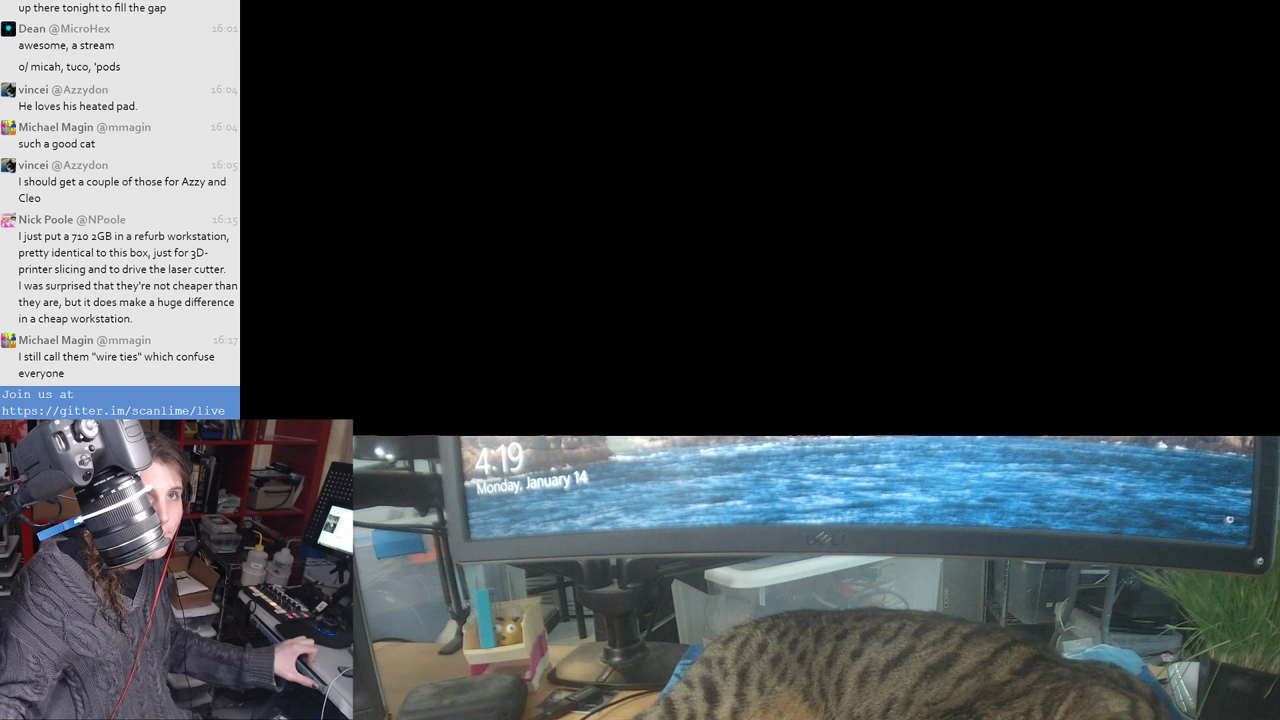 up there tonight to fill the gap
Dean @MicroHex 16:01
awesome, a stream
o/ micah, tuco, 'pods
vincei @Azzydon 16:04
He loves his heated pad.
Michael Magin @mmagin 16:04
such a good cat
vincei @Azzydon 16:05
I should get a couple of those for Azzy and
Cleo
Nick Poole @NPoole 16:15
I just put a 710 2GB in a refurb workstation,
pretty identical to this box, just for 3D-
printer slicing and to drive the laser cutter.
I was surprised that they're not cheaper than
they are, but it does make a huge difference
in a cheap workstation.
Michael Magin @mmagin 16:17
I still call them "wire ties" which confuse
everyone
Join us at
https://gitter.im/scanlime/live
4:19
Monday, January 14
DELL